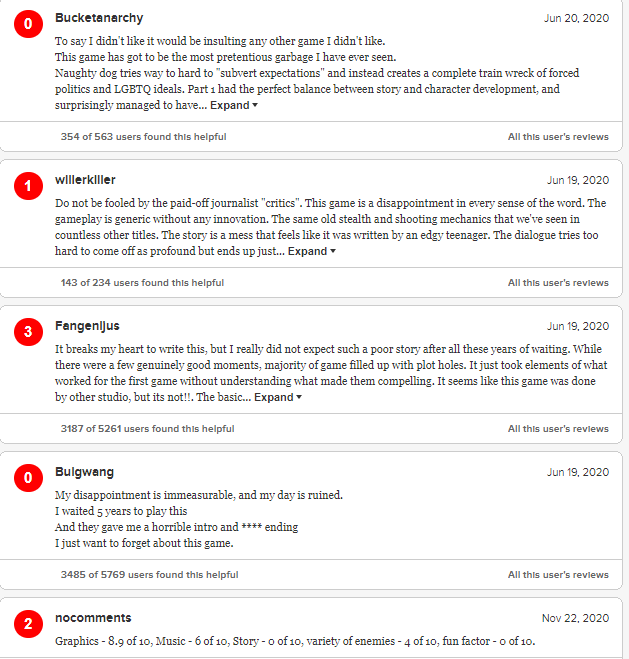 0
Bucketanarchy
Jun 20, 2020
To say I didn't like it would be insulting any other game I didn't like.
This game has got to be the most pretentious garbage I have ever seen.
Naughty dog tries way to hard to "subvert expectations" and instead creates a complete train wreck of forced
politics and LGBTQ ideals. Part 1 had the perfect balance between story and character development, and
surprisingly managed to have... Expand ▾
354 of 563 users found this helpful
All this user's reviews
1
willerkiller
Jun 19, 2020
Do not be fooled by the paid-off journalist "critics". This game is a disappointment in every sense of the word. The
gameplay is generic without any innovation. The same old stealth and shooting mechanics that we've seen in
countless other titles. The story is a mess that feels like it was written by an edgy teenager. The dialogue tries too
hard to come off as profound but ends up just... Expand ▾
143 of 234 users found this helpful
All this user's reviews
3
Fangenijus
Jun 19, 2020
It breaks my heart to write this, but I really did not expect such a poor story after all these years of waiting. While
there were a few genuinely good moments, majority of game filled up with plot holes. It just took elements of what
worked for the first game without understanding what made them compelling. It seems like this game was done
by other studio, but its not!!. The basic... Expand ▾
3187 of 5261 users found this helpful
All this user's reviews
0
Bulgwang
Jun 19, 2020
My disappointment is immeasurable, and my day is ruined.
I waited 5 years to play this
And they gave me a horrible intro and **** ending
I just want to forget about this game.
3485 of 5769 users found this helpful
All this user's reviews
2
nocomments
Nov 22, 2020
Graphics - 8.9 of 10, Music - 6 of 10, Story - 0 of 10, variety of enemies - 4 of 10, fun factor - 0 of 10.